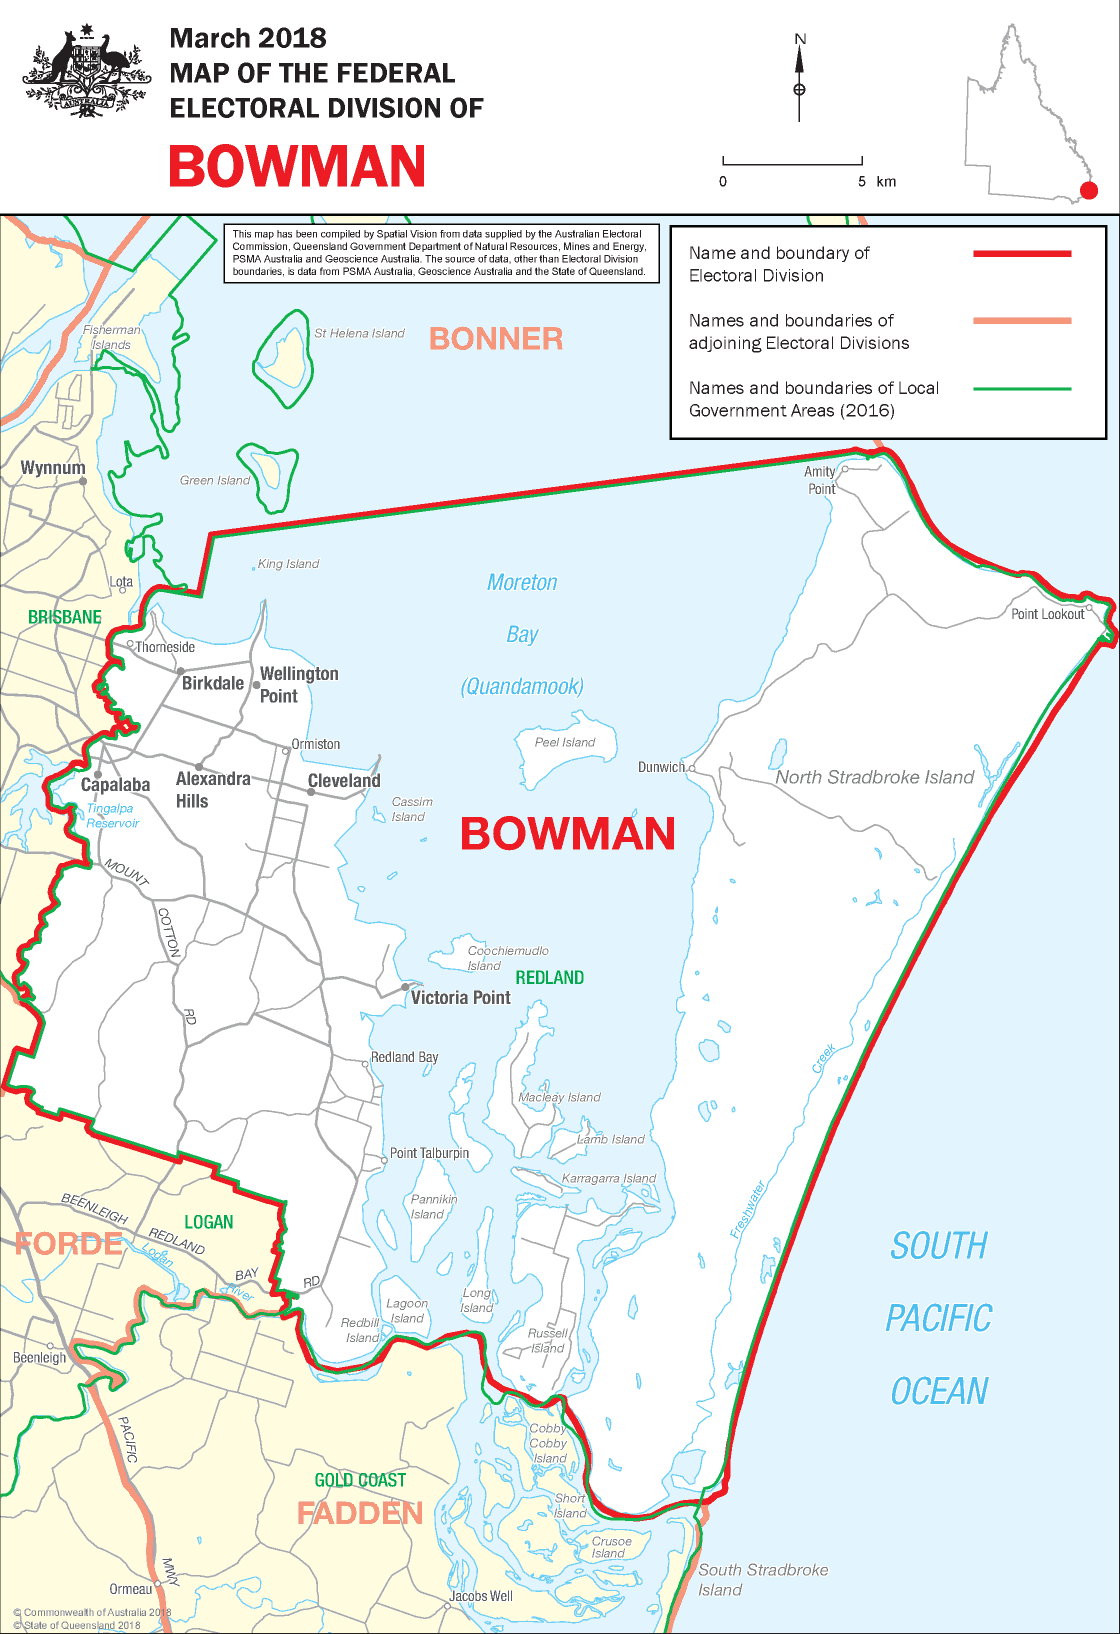 March 2018
MAP OF THE FEDERAL
ELECTORAL DIVISION OF
BOWMAN
AUSTRALIA
N
0 5 km
This map has been compiled by Spatial Vision from data supplied by the Australian Electoral
Commission, Queensland Government Department of Natural Resources, Mines and Energy,
PSMA Australia and Geoscience Australia. The source of data, other than Electoral Division
boundaries, is data from PSMA Australia, Geoscience Australia and the State of Queensland.
Name and boundary of
Electoral Division
Names and boundaries of
adjoining Electoral Divisions
Names and boundaries of Local
Government Areas (2016)
Fisherman
Islands
St Helena Island
BONNER
Wynnum
Green Island
Amity
Point
King Island
Lota
Moreton
Bay
(Quandamook)
BRISBANE
Point Lookout
Thorneside
Birkdale
Wellington
Point
Ormiston
Peel Island
Dunwich
North Stradbroke Island
Capalaba
Alexandra
Hills
Cleveland
Tingalpa
Reservoir
Cassim
Island
BOWMAN
MOUNT
COTTON
RD
Coochiemudlo
Island
REDLAND
Victoria Point
Redland Bay
Creek
Macleay Island
Lamb Island
Point Talburpin
Karragarra Island
Pannikin
Island
Freshwater
BEENLEIGH
REDLAND
BAY
RD
LOGAN
FORDE
Logan
River
SOUTH
PACIFIC
OCEAN
Long
Island
Lagoon
Island
Redbill
Island
Russell
Island
Beenleigh
PACIFIC
MWY
Cobby
Cobby
Island
GOLD COAST
FADDEN
Short
Island
Crusoe
Island
South Stradbroke
Island
Ormeau
Jacobs Well
© Commonwealth of Australia 2018
© State of Queensland 2018